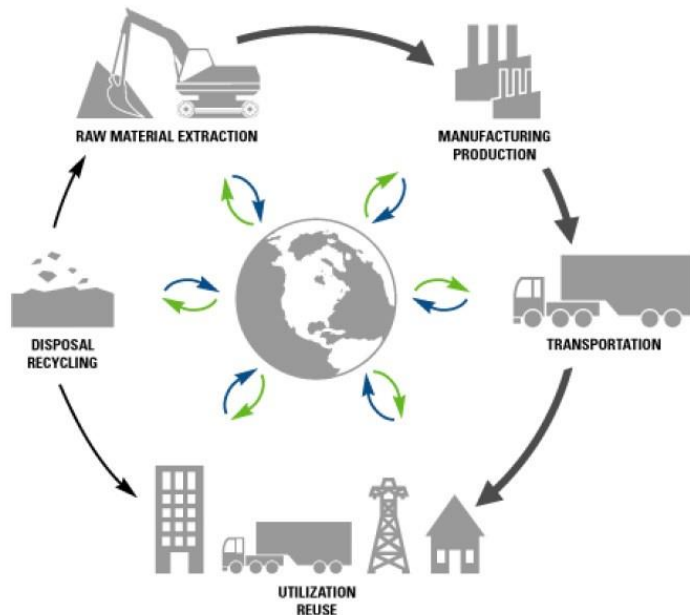 RAW MATERIAL EXTRACTION
MANUFACTURING
PRODUCTION
TRANSPORTATION
DISPOSAL
RECYCLING
UTILIZATION
REUSE